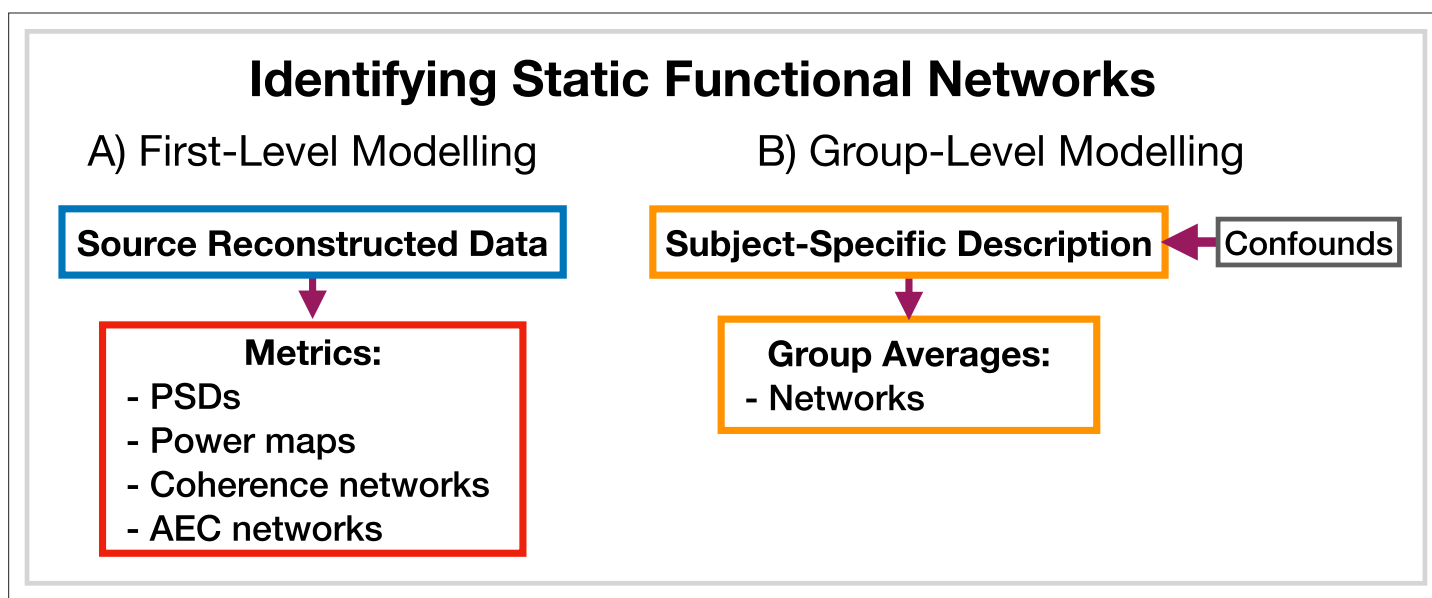 Identifying Static Functional Networks
A) First-Level Modelling
Source Reconstructed Data
Metrics:
- PSDs
- Power maps
- Coherence networks
- AEC networks
B) Group-Level Modelling
Subject-Specific Description
Confounds
Group Averages:
- Networks